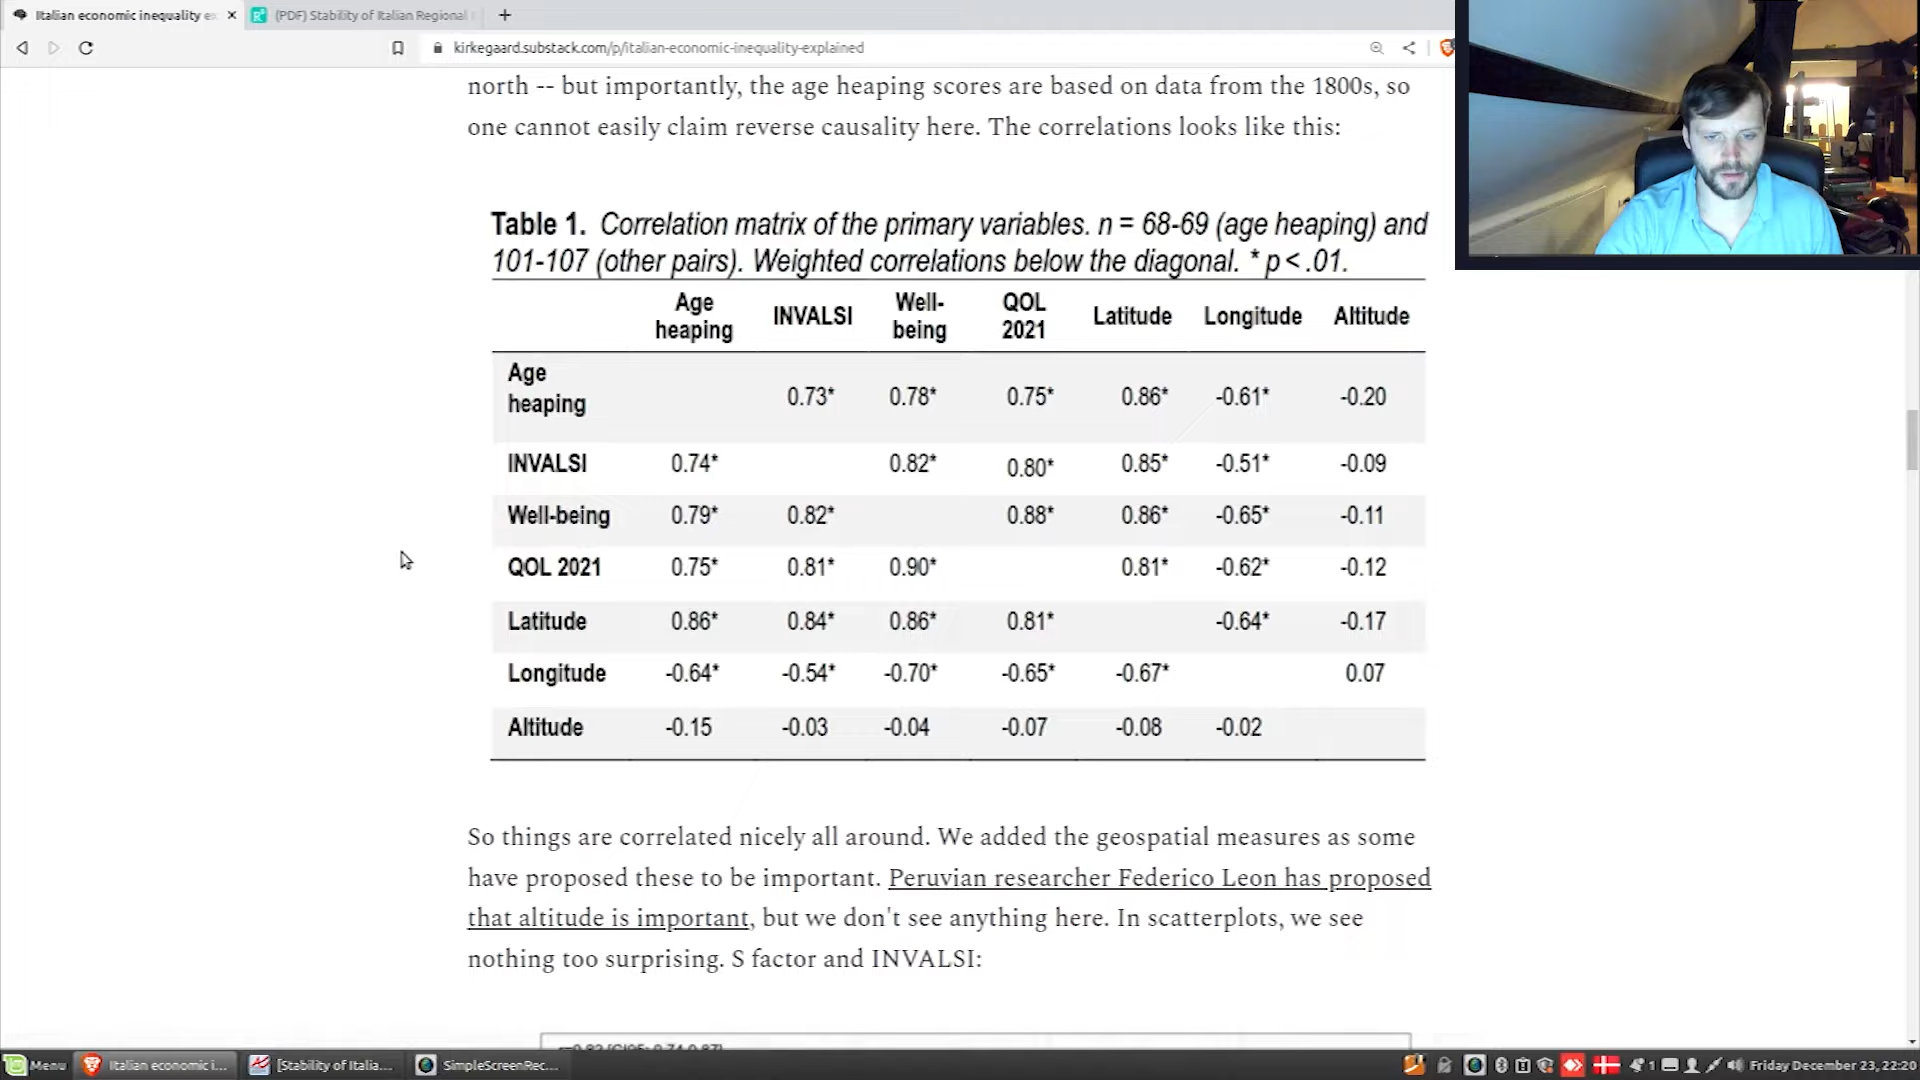 Italian economic inequality ex
(PDF) Stability of Italian Regional
kirkegaard.substack.com/p/italian-economic-inequality-explained
north -- but importantly, the age heaping scores are based on data from the 1800s, so
one cannot easily claim reverse causality here. The correlations looks like this:
Table 1. Correlation matrix of the primary variables. n = 68-69 (age heaping) and
101-107 (other pairs). Weighted correlations below the diagonal. * p < .01.
Age heaping INVALSI Well-being QOL 2021 Latitude Longitude Altitude
Age heaping 0.73* 0.78* 0.75* 0.86* -0.61* -0.20
INVALSI 0.74* 0.82* 0.80* 0.85* -0.51* -0.09
Well-being 0.79* 0.82* 0.88* 0.86* -0.65* -0.11
QOL 2021 0.75* 0.81* 0.90* 0.81* -0.62* -0.12
Latitude 0.86* 0.84* 0.86* 0.81* -0.64* -0.17
Longitude -0.64* -0.54* -0.70* -0.65* -0.67* 0.07
Altitude -0.15 -0.03 -0.04 -0.07 -0.08 -0.02
So things are correlated nicely all around. We added the geospatial measures as some
have proposed these to be important. Peruvian researcher Federico Leon has proposed
that altitude is important, but we don't see anything here. In scatterplots, we see
nothing too surprising. S factor and INVALSI:
Menu
Italian economic i...
[Stability of Italia...
SimpleScreenRec...
1
Friday December 23, 22:20